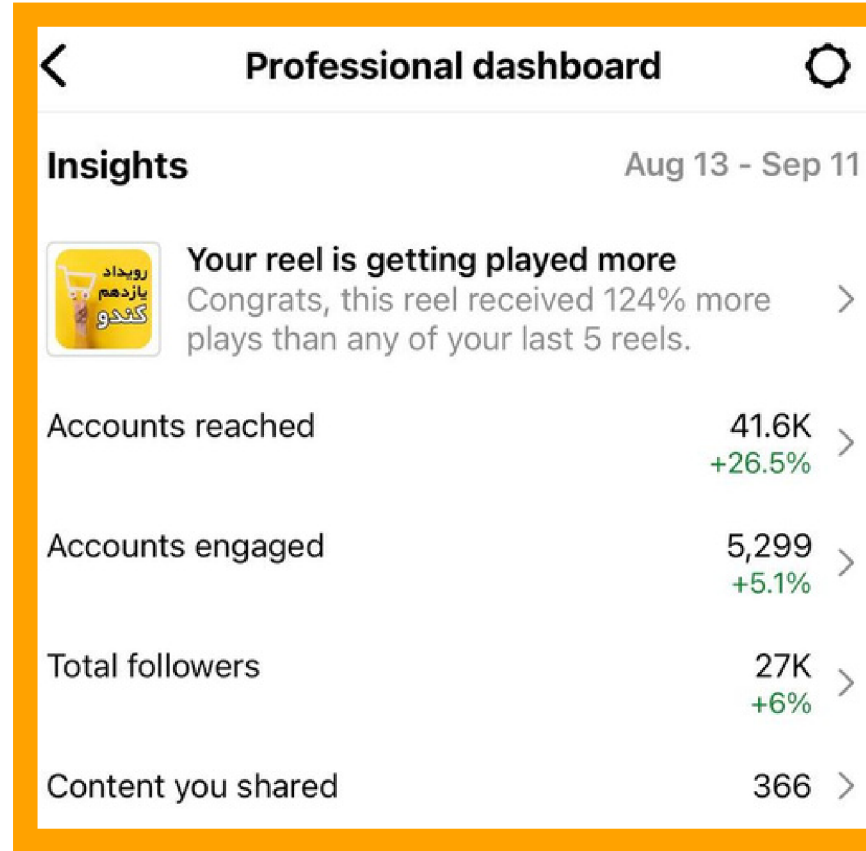 Professional dashboard
Insights
Aug 13 - Sep 11
رویداد
یازدهم
کندو
Your reel is getting played more
Congrats, this reel received 124% more
plays than any of your last 5 reels.
Accounts reached
41.6K
+26.5%
Accounts engaged
5,299
+5.1%
Total followers
27K
+6%
Content you shared
366